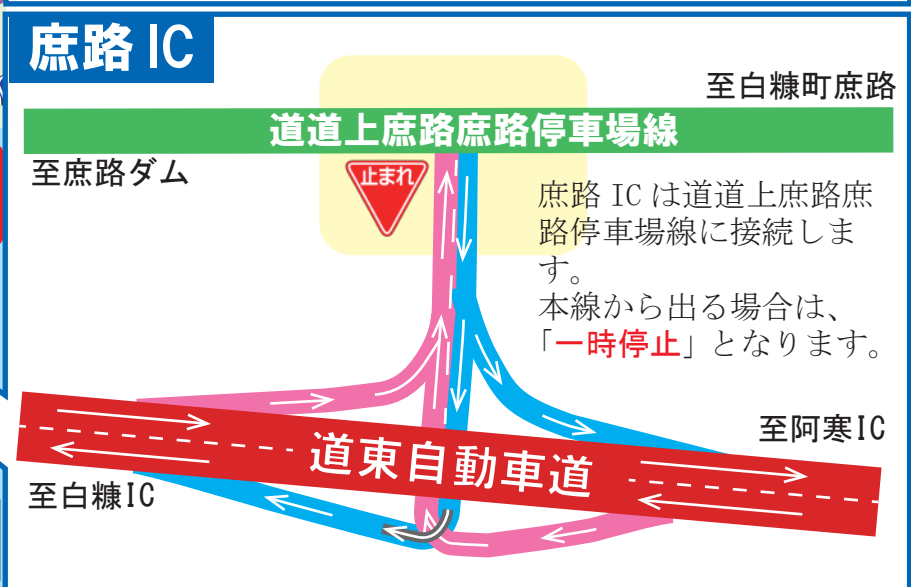 庶路 IC
至白糠町庶路
道道上庶路庶路停車場線
至庶路ダム
止まれ
庶路 IC は道道上庶路庶
路停車場線に接続しま
す。
本線から出る場合は、
「一時停止」となります。
至阿寒IC
道東自動車道
至白糠IC